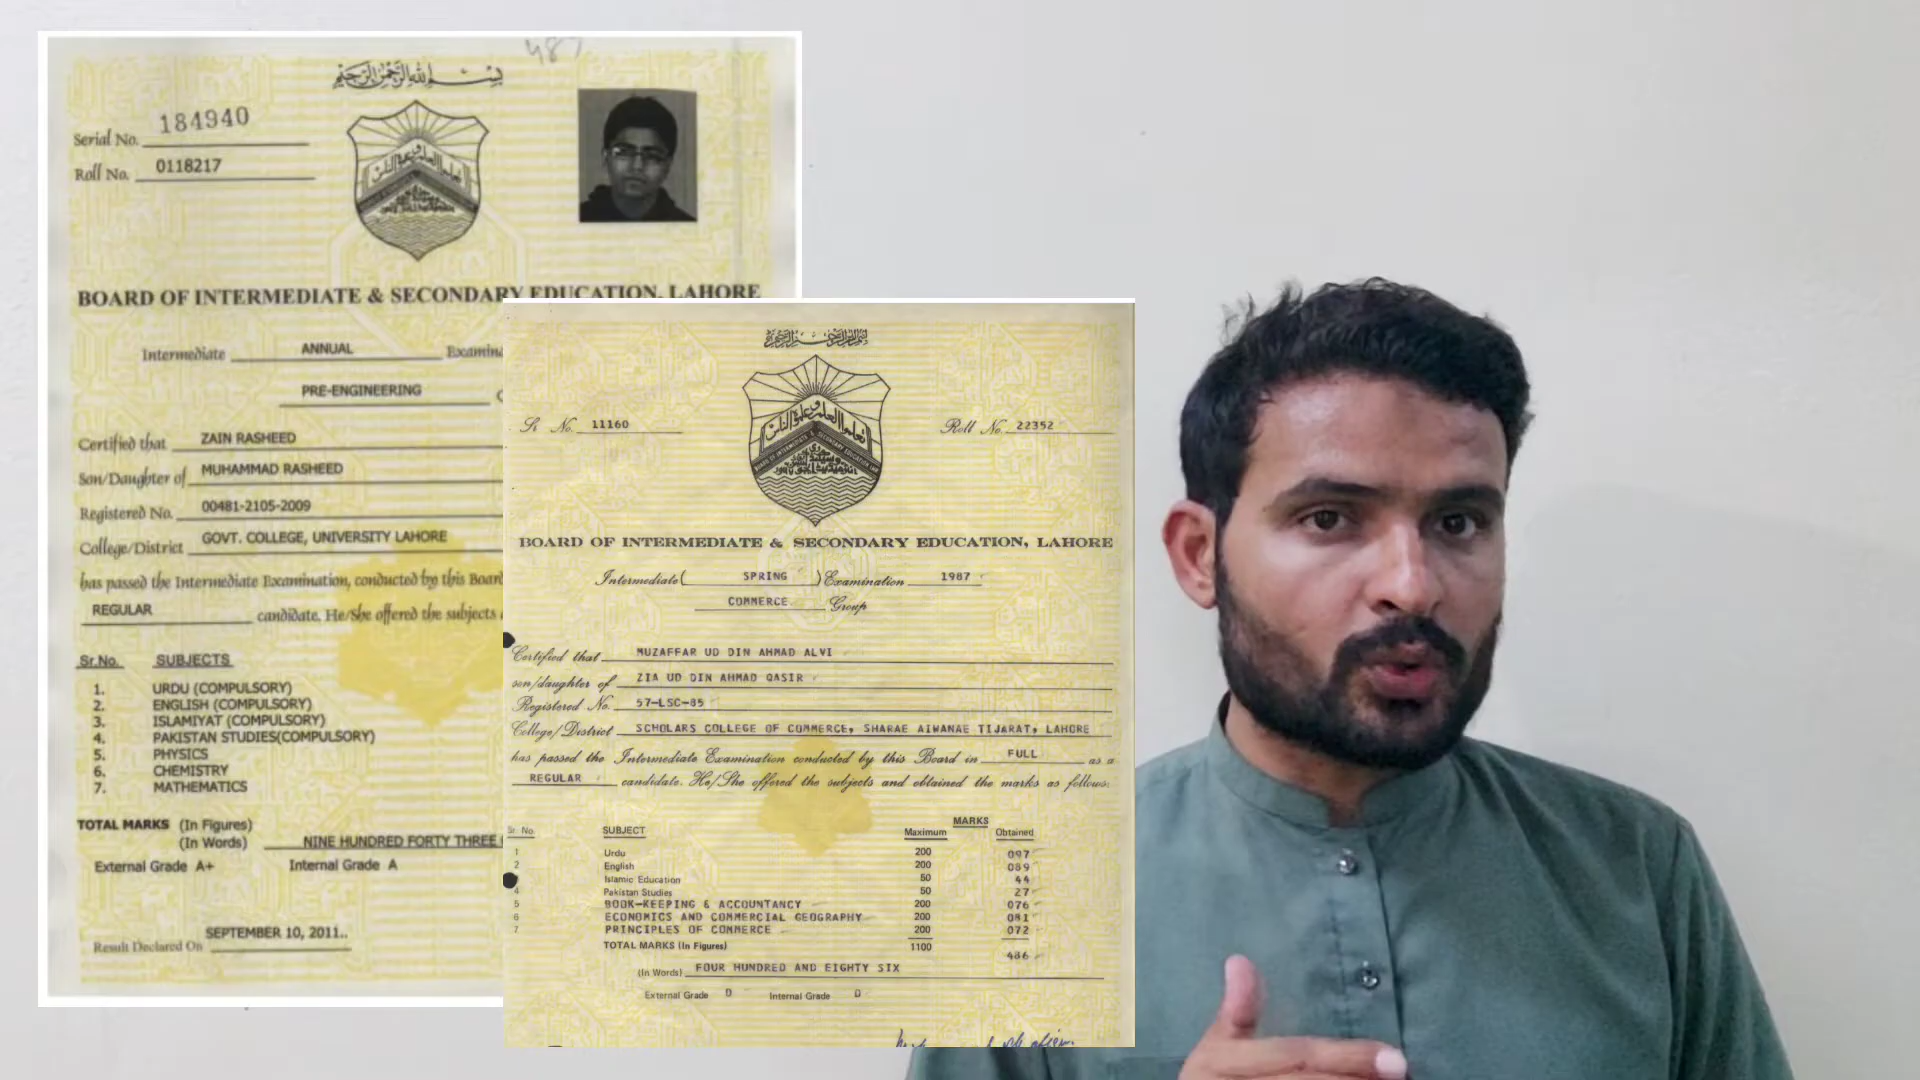 487
بسم الله الرحمن الرحيم
Serial No. 184940
Roll No. 0118217
BOARD OF INTERMEDIATE & SECONDARY EDUCATION, LAHORE
Intermediate ANNUAL Examina
PRE-ENGINEERING
Certified that ZAIN RASHEED
Son/Daughter of MUHAMMAD RASHEED
Registered No. 00481-2105-2009
College/District GOVT. COLLEGE, UNIVERSITY LAHORE
has passed the Intermediate Examination, conducted by this Board
REGULAR candidate. He/She offered the subjects
Sr.No. SUBJECTS
1. URDU (COMPULSORY)
2. ENGLISH (COMPULSORY)
3. ISLAMIYAT (COMPULSORY)
4. PAKISTAN STUDIES(COMPULSORY)
5. PHYSICS
6. CHEMISTRY
7. MATHEMATICS
TOTAL MARKS (In Figures)
(In Words) NINE HUNDRED FORTY THREE
External Grade A+ Internal Grade A
Result Declared On SEPTEMBER 10, 2011..
Sr No. 11160 Roll No. 22352
BOARD OF INTERMEDIATE & SECONDARY EDUCATION, LAHORE
Intermediate( SPRING )Examination 1987
COMMERCE. Group
Certified that MUZAFFAR UD DIN AHMAD ALVI
son/daughter of ZIA UD DIN AHMAD QASIR
Registered No. 57-LSC-85
College/District SCHOLARS COLLEGE OF COMMERCE, SHARAE AIWANAE TIJARAT, LAHORE
has passed the Intermediate Examination conducted by this Board in FULL as a
REGULAR candidate. He/She offered the subjects and obtained the marks as follows:
MARKS
Sr. No. SUBJECT Maximum Obtained
1 Urdu 200 097
2 English 200 089
Islamic Education 50 44
4 Pakistan Studies 50 27
5 BOOK-KEEPING & ACCOUNTANCY 200 076
6 ECONOMICS AND COMMERCIAL GEOGRAPHY 200 081
7 PRINCIPLES OF COMMERCE 200 072
TOTAL MARKS (In Figures) 1100 486
(In Words) FOUR HUNDRED AND EIGHTY SIX
External Grade D Internal Grade D